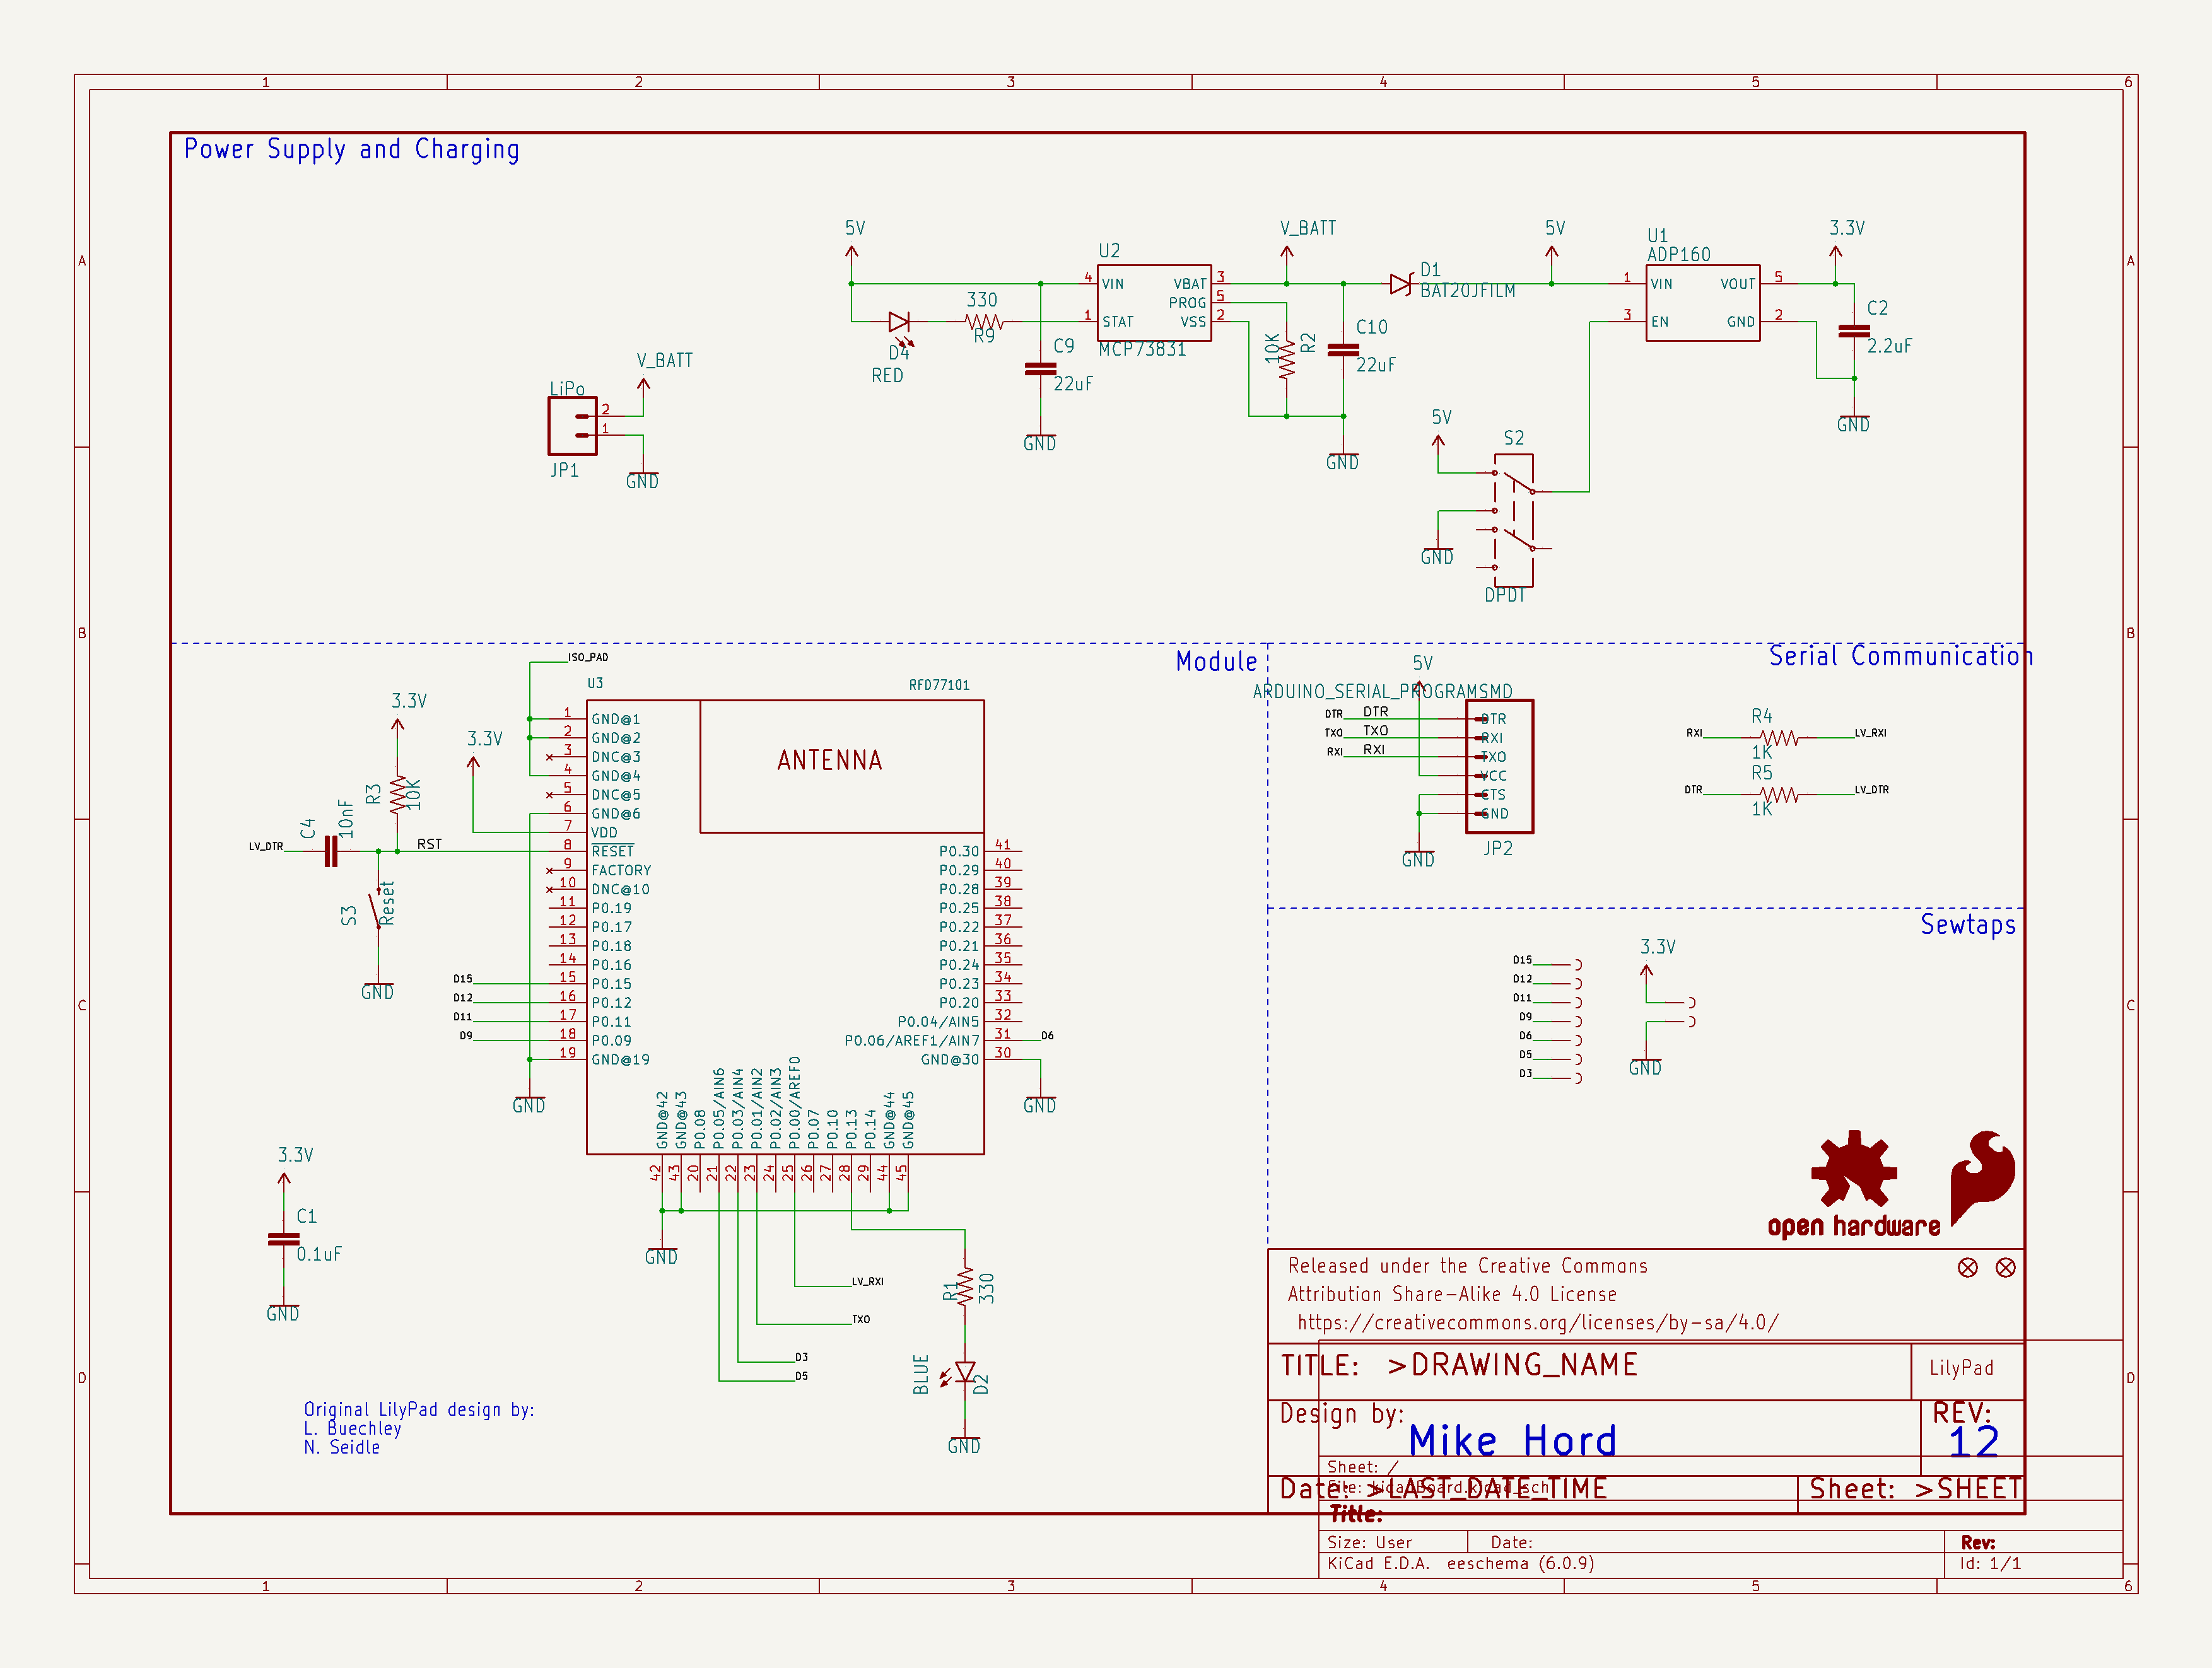 1 2 3 4 5 6
A
B
C
D
A
B
C
D
Power Supply and Charging
5V
330
R9
D4
RED
C9
22uF
GND
U2
4 VIN
1 STAT
VBAT 3
PROG 5
VSS 2
MCP73831
V_BATT
10K
R2
C10
22uF
GND
D1
BAT20JFILM
5V
U1
ADP160
1 VIN
3 EN
VOUT 5
GND 2
3.3V
C2
2.2uF
GND
LiPo
2
1
JP1
V_BATT
GND
5V
S2
GND
DPDT
Module
ISO_PAD
U3
RFD77101
ANTENNA
3.3V
R3
10K
3.3V
LV_DTR
C4
10nF
RST
S3
Reset
GND
1 GND@1
2 GND@2
3 DNC@3
4 GND@4
5 DNC@5
6 GND@6
7 VDD
8 RESET
9 FACTORY
10 DNC@10
11 P0.19
12 P0.17
13 P0.18
14 P0.16
D15 15 P0.15
D12 16 P0.12
D11 17 P0.11
D9 18 P0.09
19 GND@19
GND
P0.30 41
P0.29 40
P0.28 39
P0.25 38
P0.22 37
P0.21 36
P0.24 35
P0.23 34
P0.20 33
P0.04/AIN5 32
P0.06/AREF1/AIN7 31 D6
GND@30 30
GND
GND@42 42
GND@43 43
P0.08 20
P0.05/AIN6 21
P0.03/AIN4 22
P0.01/AIN2 23
P0.02/AIN3 24
P0.00/AREF0 25
P0.07 26
P0.10 27
P0.13 28
P0.14 29
GND@44 44
GND@45 45
GND
LV_RXI
TXO
D3
D5
R1
330
BLUE
D2
GND
3.3V
C1
0.1uF
GND
Original LilyPad design by:
L. Buechley
N. Seidle
Serial Communication
5V
ARDUINO_SERIAL_PROGRAMSMD
DTR DTR DTR
TXO TXO RXI
RXI RXI TXO
VCC
CTS
GND
GND
JP2
R4
RXI LV_RXI
1K
R5
DTR LV_DTR
1K
Sewtaps
D15
D12
D11
D9
D6
D5
D3
3.3V
GND
open hardware
Released under the Creative Commons
Attribution Share-Alike 4.0 License
https://creativecommons.org/licenses/by-sa/4.0/
TITLE: >DRAWING_NAME
LilyPad
Design by:
Mike Hord
REV:
12
Sheet: /
File: kicadBoard.kicad_sch
Date: >LAST_DATE_TIME
Sheet: >SHEET
Title:
Size: User Date: Rev:
KiCad E.D.A. eeschema (6.0.9) Id: 1/1
1 2 3 4 5 6